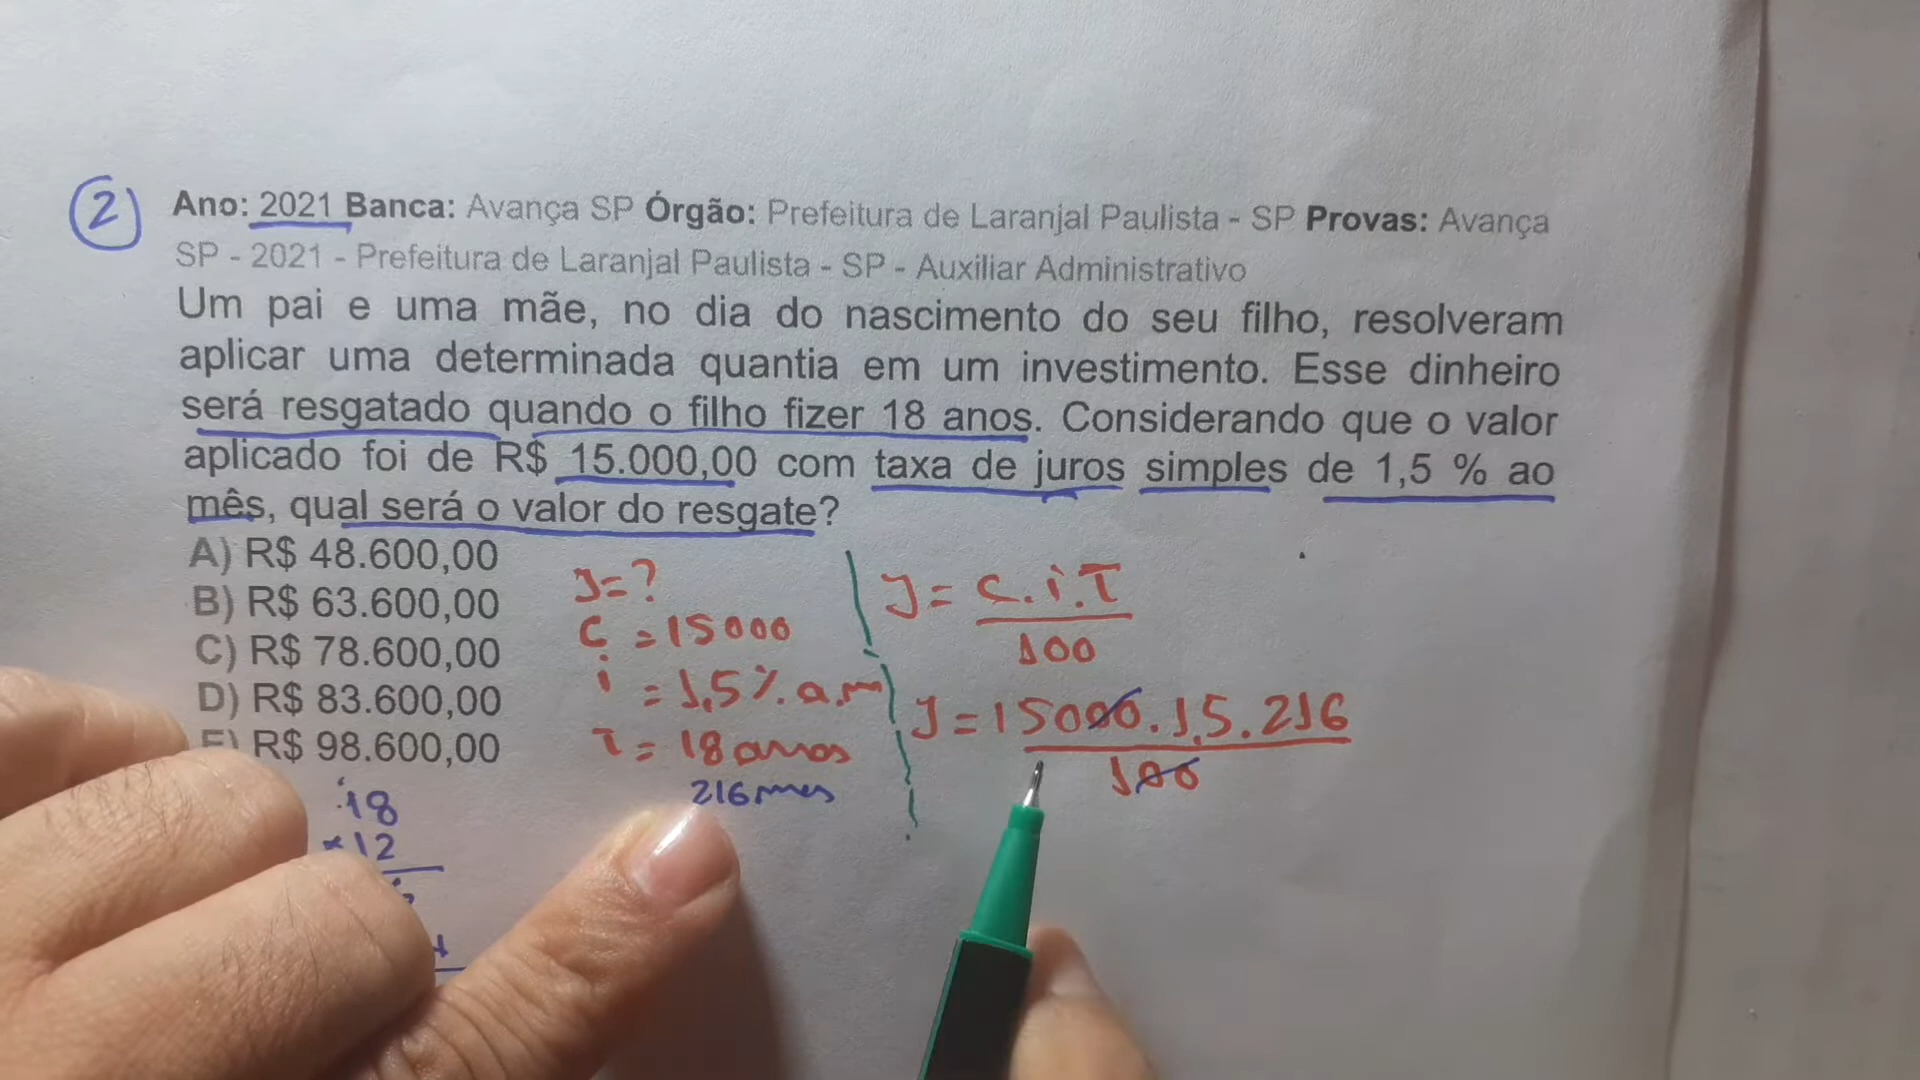 2 Ano: 2021 Banca: Avança SP Órgão: Prefeitura de Laranjal Paulista - SP Provas: Avança
SP - 2021 - Prefeitura de Laranjal Paulista - SP - Auxiliar Administrativo
Um pai e uma mãe, no dia do nascimento do seu filho, resolveram
aplicar uma determinada quantia em um investimento. Esse dinheiro
será resgatado quando o filho fizer 18 anos. Considerando que o valor
aplicado foi de R$ 15.000,00 com taxa de juros simples de 1,5 % ao
mês, qual será o valor do resgate?
A) R$ 48.600,00
B) R$ 63.600,00
C) R$ 78.600,00
D) R$ 83.600,00
E) R$ 98.600,00
18
×12
J=?
C = 15000
i = 1,5% a.m
T = 18 anos
216 mes
J = C.i.T
100
J = 15000.1,5.216
100